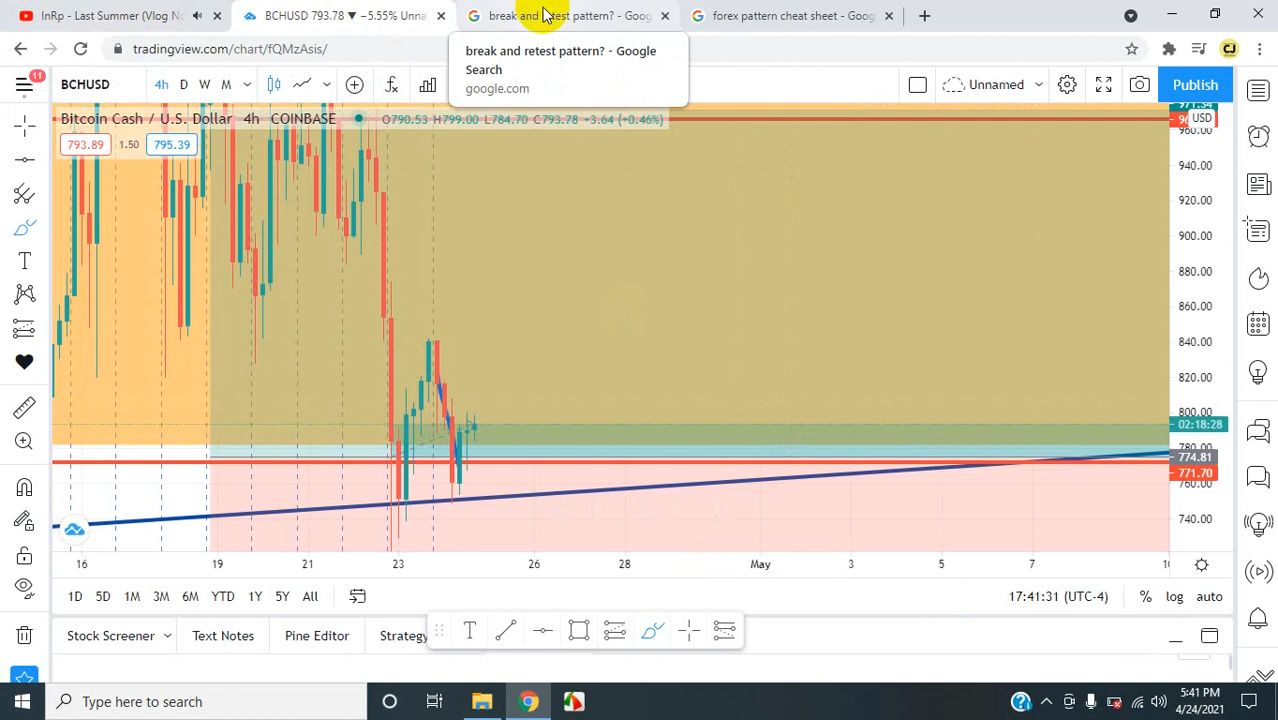 InRp - Last Summer (Vlog N
BCHUSD 793.78 ▼ −5.55% Unna
break and retest pattern? - Goog
forex pattern cheat sheet - Goog
tradingview.com/chart/fQMzAsis/
CJ
break and retest pattern? - Google
Search
google.com
11
BCHUSD
4h
D
W
M
Unnamed
Publish
Bitcoin Cash / U.S. Dollar 4h COINBASE
O790.53 H799.00 L784.70 C793.78 +3.64 (+0.46%)
793.89
1.50
795.39
971.54
USD
960.00
940.00
920.00
900.00
880.00
860.00
840.00
820.00
800.00
02:18:28
780.00
774.81
771.70
760.00
740.00
16
19
21
23
26
28
May
3
5
7
1D
5D
1M
3M
6M
YTD
1Y
5Y
All
17:41:31 (UTC-4)
%
log
auto
Stock Screener
Text Notes
Pine Editor
Strategy
Type here to search
5:41 PM
4/24/2021